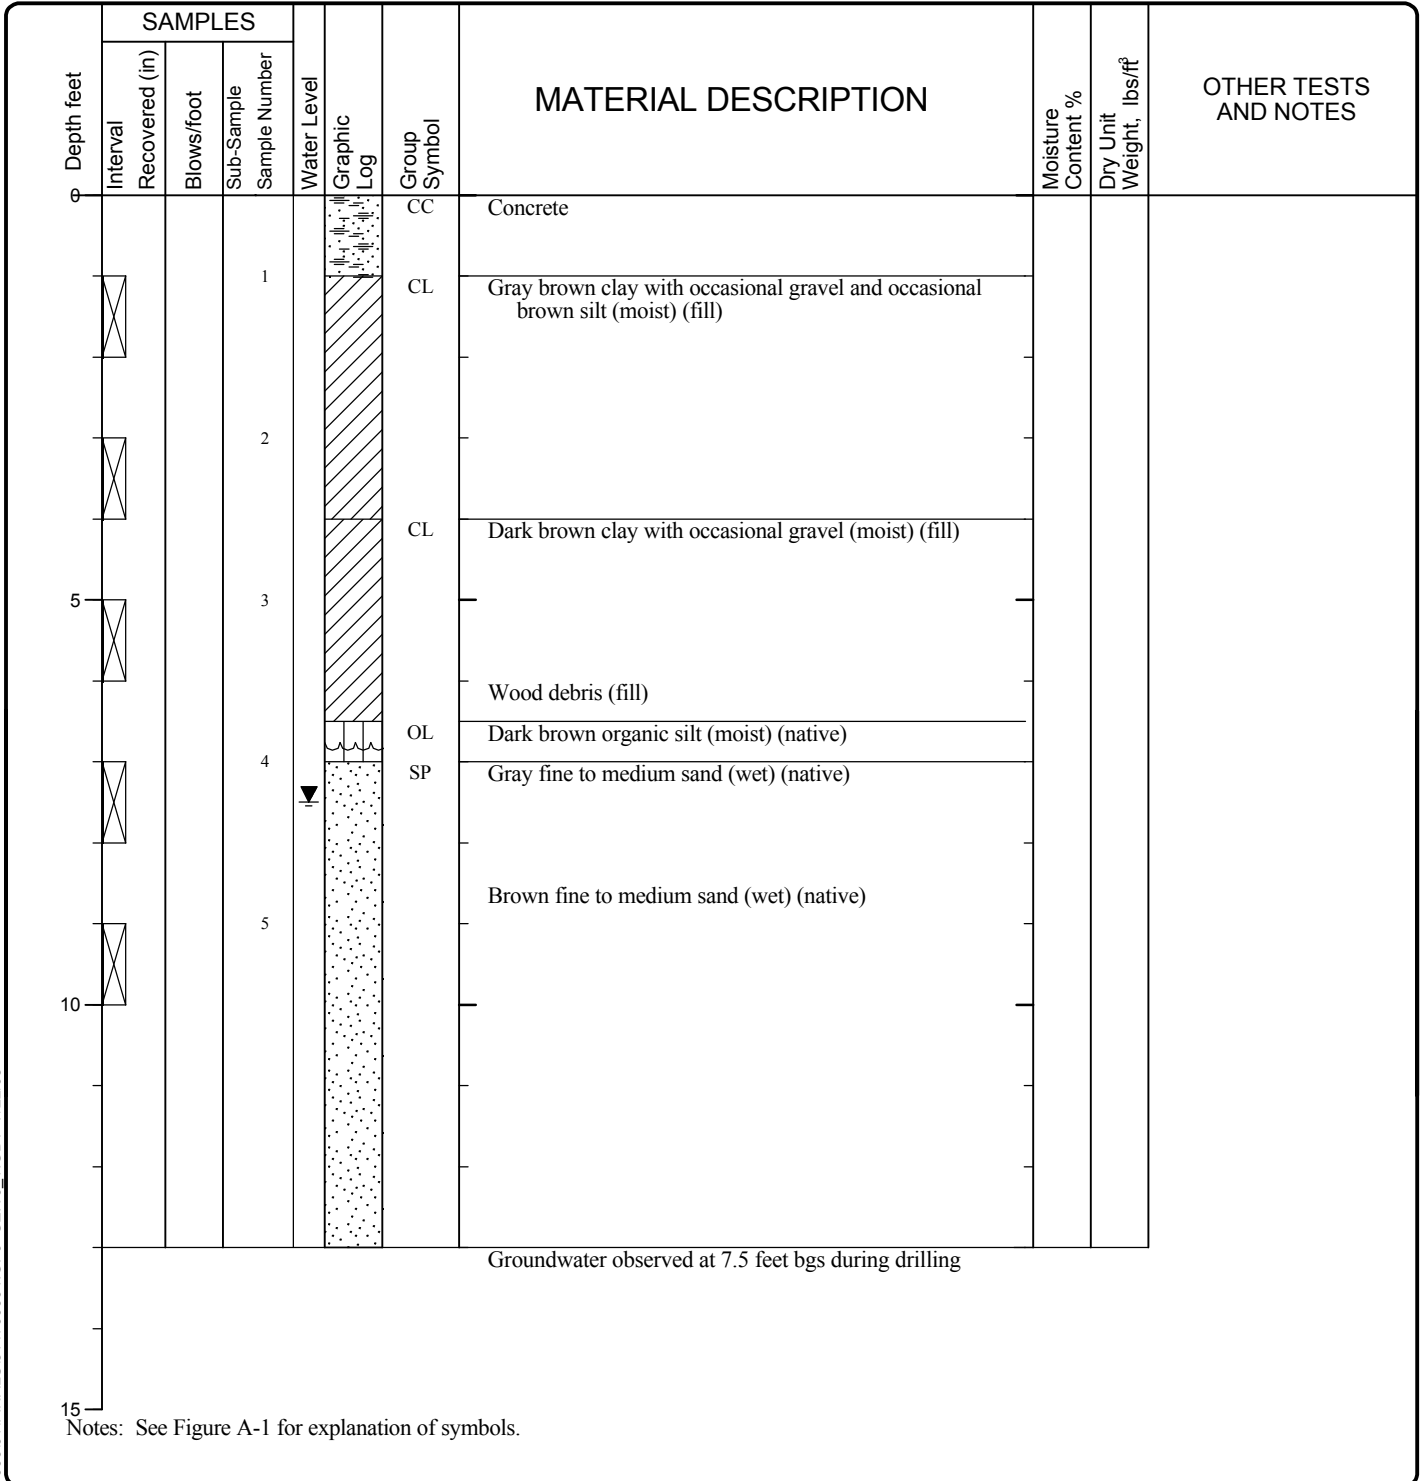 SAMPLES
Depth feet
Interval
Recovered (in)
Blows/foot
Sub-Sample
Sample Number
Water Level
Graphic
Log
Group
Symbol
MATERIAL DESCRIPTION
Moisture
Content %
Dry Unit
Weight, lbs/ft³
OTHER TESTS
AND NOTES
0
CC Concrete
1
CL Gray brown clay with occasional gravel and occasional
brown silt (moist) (fill)
2
CL Dark brown clay with occasional gravel (moist) (fill)
5 3
Wood debris (fill)
OL Dark brown organic silt (moist) (native)
4
SP Gray fine to medium sand (wet) (native)
Brown fine to medium sand (wet) (native)
5
10
Groundwater observed at 7.5 feet bgs during drilling
15
Notes: See Figure A-1 for explanation of symbols.